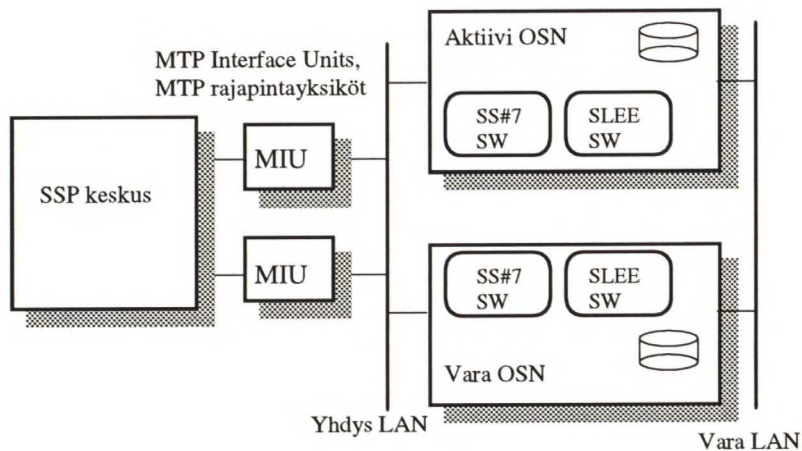 Aktiivi OSN
MTP Interface Units,
MTP rajapintayksiköt
SS#7
SW
SLEE
SW
SSP keskus
MIU
MIU
SS#7
SW
SLEE
SW
Vara OSN
Yhdys LAN
Vara LAN